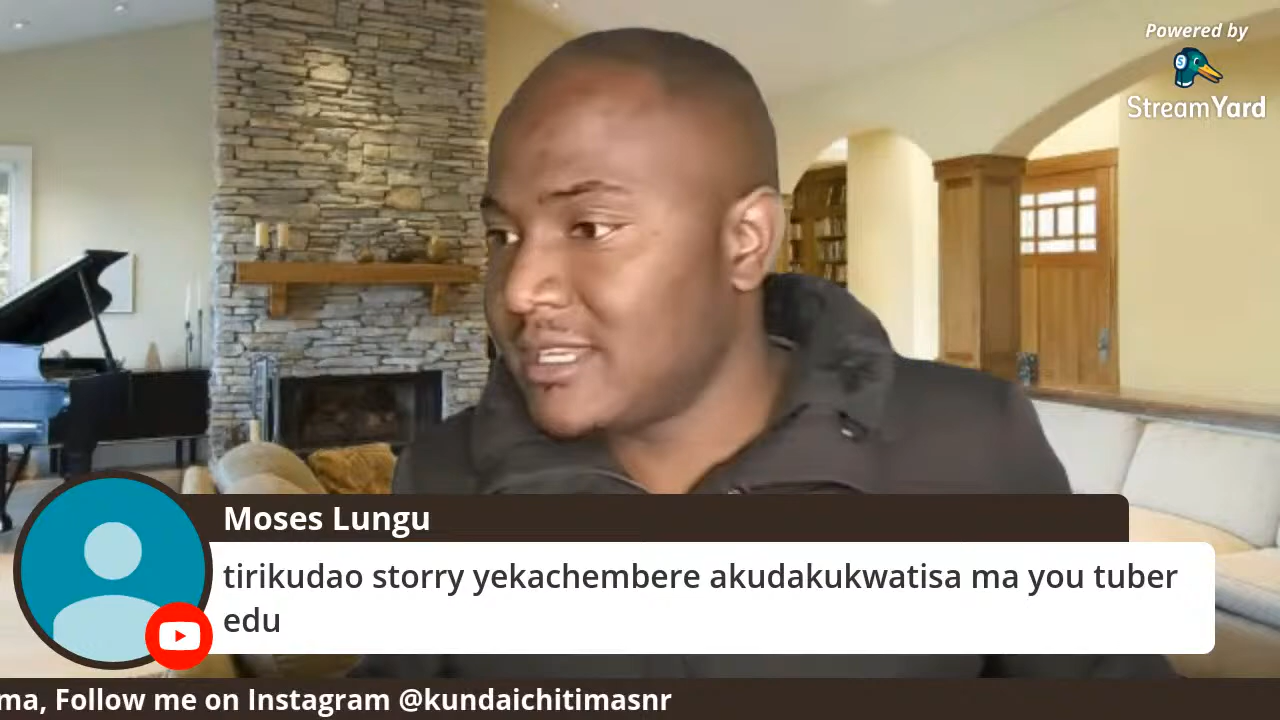 Powered by
StreamYard
Moses Lungu
tirikudao storry yekachembere akudakukwatisa ma you tuber
edu
ma, Follow me on Instagram @kundaichitimasnr